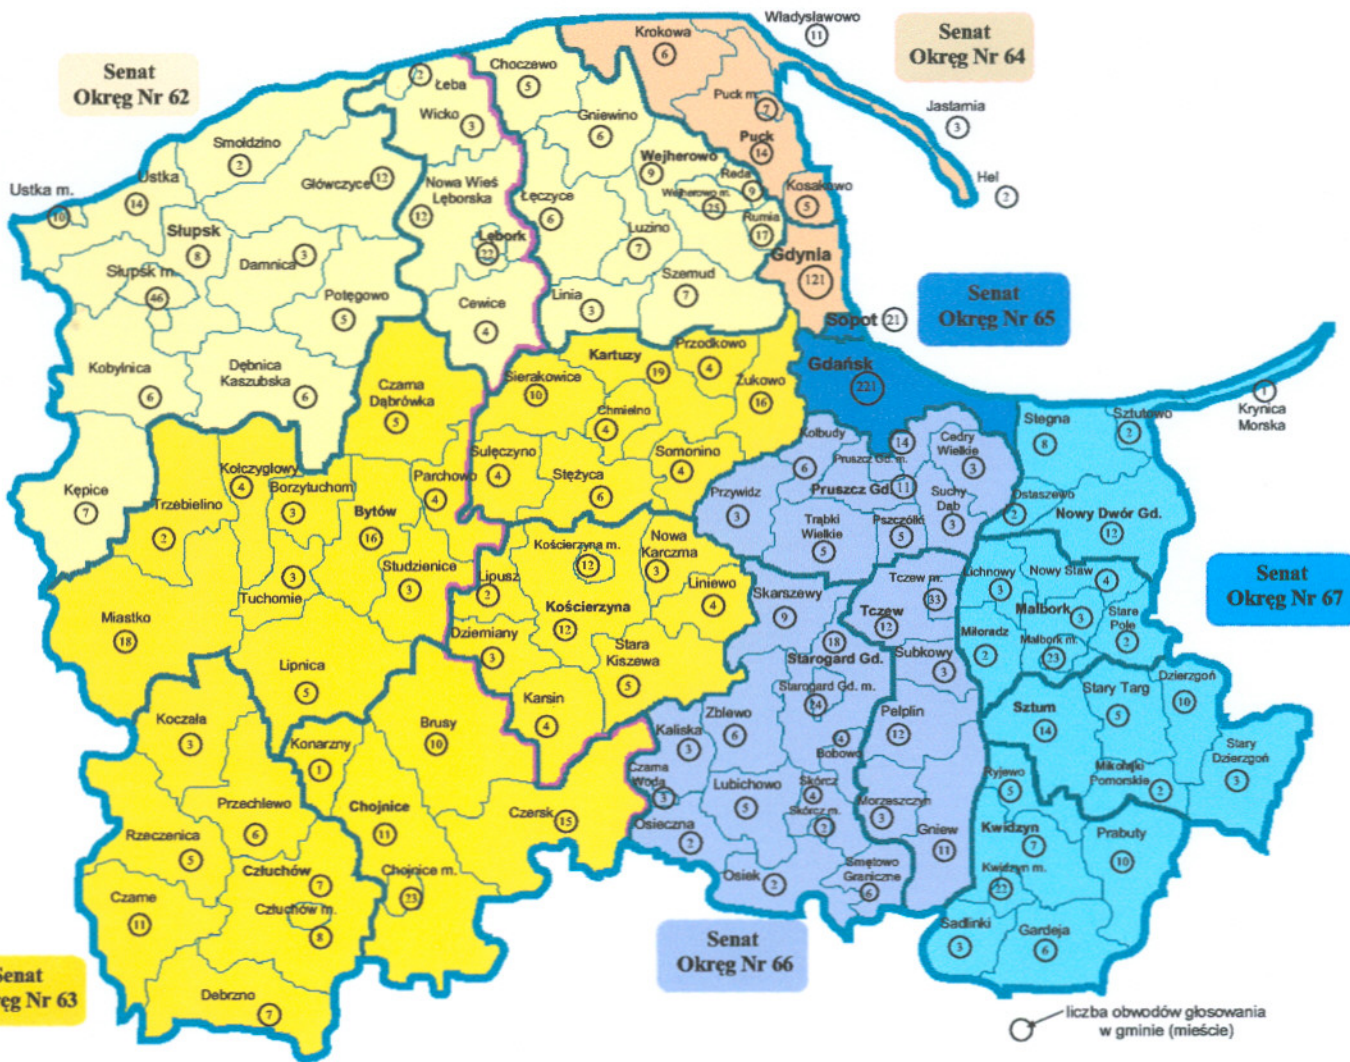 Władysławowo
11
Senat
Okręg Nr 64
Krokowa
6
Senat
Okręg Nr 62
2
Łeba
Choczewo
5
Puck m.
7
Jastarnia
3
Wicko
3
Gniewino
6
Puck
14
Smołdzino
2
Wejherowo
9
Reda
9
Hel
2
Ustka m.
10
Ustka
14
Główczyce
12
Nowa Wieś
Lęborska
12
Łęczyce
6
Wejherowo m.
25
Kosakowo
5
Rumia
17
Słupsk
8
Damnica
3
Lębork
22
Luzino
7
Gdynia
121
Słupsk m.
46
Potęgowo
5
Cewice
4
Linia
3
Szemud
7
Senat
Okręg Nr 65
Sopot
21
Kobylnica
6
Dębnica
Kaszubska
6
Czarna
Dąbrówka
5
Sierakowice
10
Kartuzy
19
Przodkowo
4
Żukowo
16
Gdańsk
221
1
Krynica
Morska
Chmielno
4
Stegna
8
Sztutowo
2
Kępice
7
Trzebielino
2
Kołczygłowy
4
Borzytuchom
3
Bytów
16
Parchowo
4
Sulęczyno
4
Stężyca
6
Somonino
4
Kolbudy
6
14
Pruszcz Gd. m.
Cedry
Wielkie
3
Przywidz
3
Pruszcz Gd.
11
Suchy
Dąb
3
Ostaszewo
2
Nowy Dwór Gd.
12
Trąbki
Wielkie
5
Pszczółki
5
3
Tuchomie
Studzienice
3
Lipusz
2
Kościerzyna m.
12
Nowa
Karczma
3
Liniewo
4
Skarszewy
9
Tczew m.
33
Lichnowy
3
Nowy Staw
4
Senat
Okręg Nr 67
Miastko
18
Kościerzyna
12
Tczew
12
Malbork
3
Stare
Pole
2
Dziemiany
3
Stara
Kiszewa
5
18
Starogard Gd.
Subkowy
3
Miłoradz
2
Malbork m.
23
Lipnica
5
Karsin
4
Starogard Gd. m.
24
Stary Targ
5
Dzierzgoń
10
Koczała
3
Konarzny
1
Brusy
10
Kaliska
3
Zblewo
6
4
Bobowo
Pelplin
12
Sztum
14
Stary
Dzierzgoń
3
Przechlewo
6
Chojnice
11
Czersk
15
Czarna
Woda
3
Lubichowo
5
Skórcz
4
Skórcz m.
2
Morzeszczyn
3
Ryjewo
5
Mikołajki
Pomorskie
2
Rzeczenica
5
Osieczna
2
Gniew
11
Kwidzyn
7
Prabuty
10
Człuchów
7
Chojnice m.
23
Osiek
2
Smętowo
Graniczne
6
Kwidzyn m.
22
Czarne
11
Człuchów m.
8
Sadlinki
3
Gardeja
6
Senat
Okręg Nr 66
Senat
ręg Nr 63
Debrzno
7
liczba obwodów głosowania
w gminie (mieście)